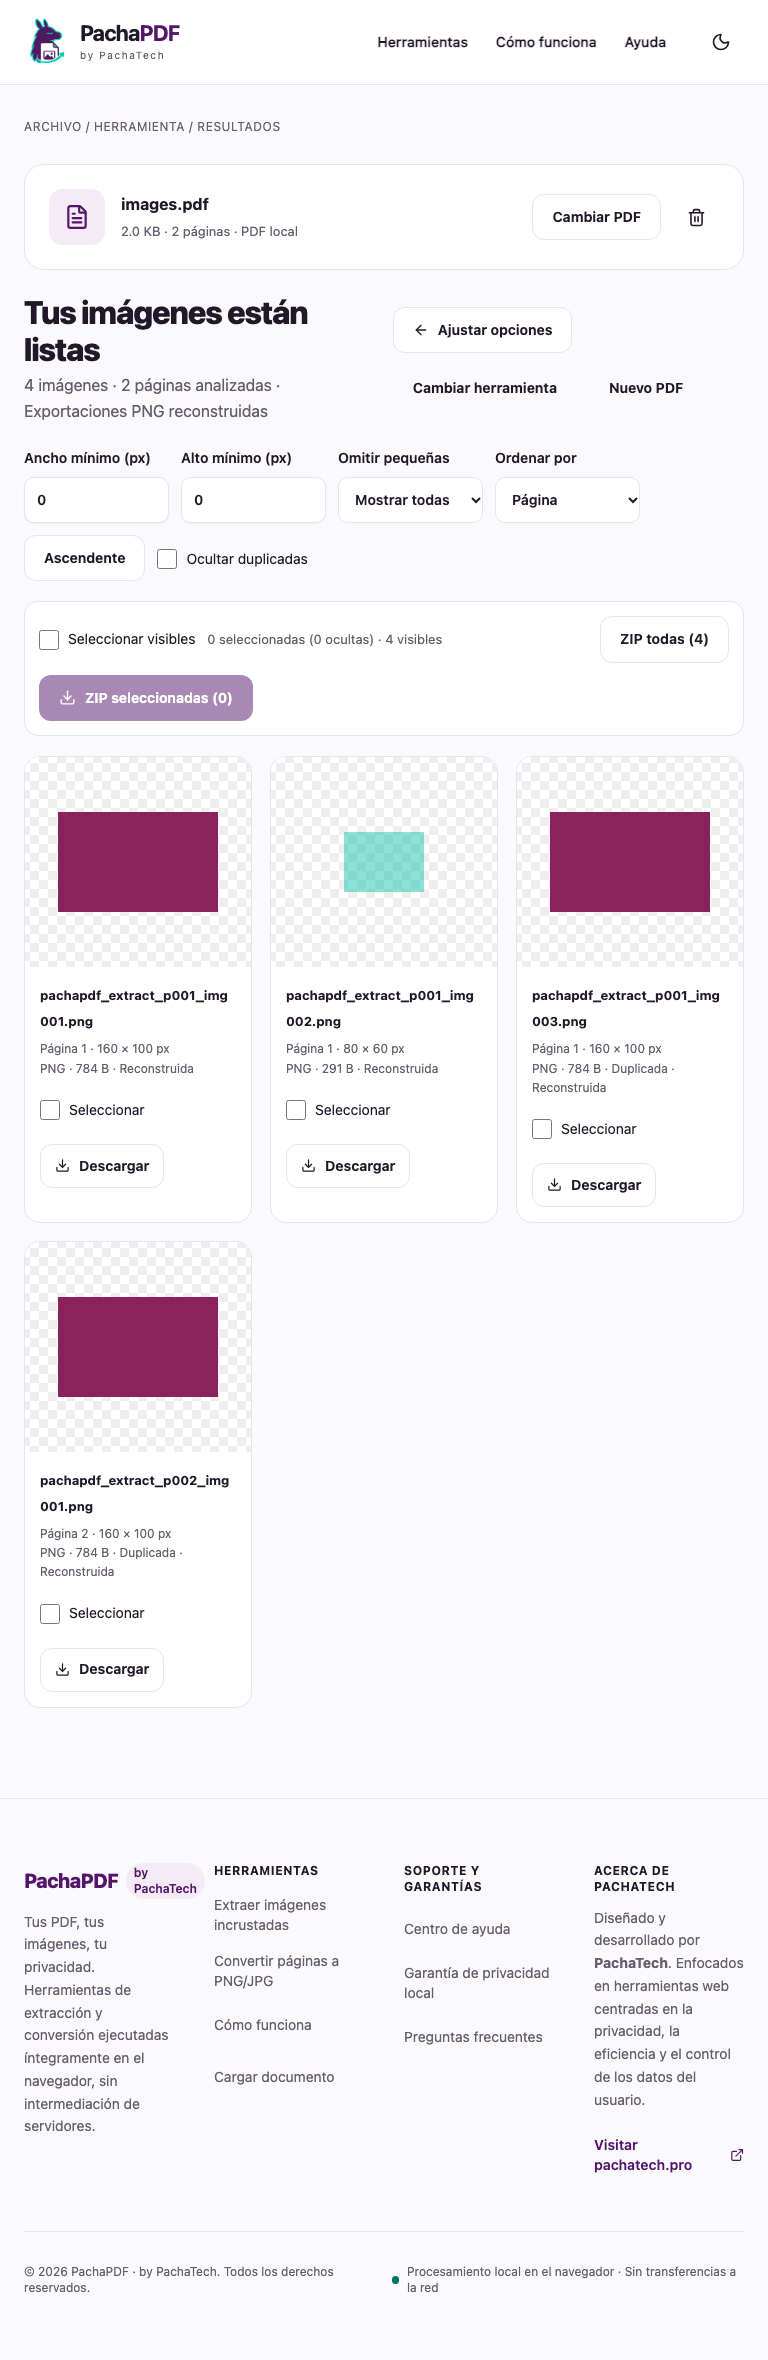 PachaPDF
by PachaTech
Herramientas
Cómo funciona
Ayuda
ARCHIVO / HERRAMIENTA / RESULTADOS
images.pdf
2.0 KB · 2 páginas · PDF local
Cambiar PDF
Tus imágenes están
listas
4 imágenes · 2 páginas analizadas ·
Exportaciones PNG reconstruidas
Ajustar opciones
Cambiar herramienta
Nuevo PDF
Ancho mínimo (px)
0
Alto mínimo (px)
0
Omitir pequeñas
Mostrar todas
Ordenar por
Página
Ascendente
Ocultar duplicadas
Seleccionar visibles
0 seleccionadas (0 ocultas) · 4 visibles
ZIP todas (4)
ZIP seleccionadas (0)
pachapdf_extract_p001_img
001.png
Página 1 · 160 × 100 px
PNG · 784 B · Reconstruida
Seleccionar
Descargar
pachapdf_extract_p001_img
002.png
Página 1 · 80 × 60 px
PNG · 291 B · Reconstruida
Seleccionar
Descargar
pachapdf_extract_p001_img
003.png
Página 1 · 160 × 100 px
PNG · 784 B · Duplicada ·
Reconstruida
Seleccionar
Descargar
pachapdf_extract_p002_img
001.png
Página 2 · 160 × 100 px
PNG · 784 B · Duplicada ·
Reconstruida
Seleccionar
Descargar
PachaPDF
by
PachaTech
Tus PDF, tus
imágenes, tu
privacidad.
Herramientas de
extracción y
conversión ejecutadas
íntegramente en el
navegador, sin
intermediación de
servidores.
HERRAMIENTAS
Extraer imágenes
incrustadas
Convertir páginas a
PNG/JPG
Cómo funciona
Cargar documento
SOPORTE Y
GARANTÍAS
Centro de ayuda
Garantía de privacidad
local
Preguntas frecuentes
ACERCA DE
PACHATECH
Diseñado y
desarrollado por
PachaTech. Enfocados
en herramientas web
centradas en la
privacidad, la
eficiencia y el control
de los datos del
usuario.
Visitar
pachatech.pro
© 2026 PachaPDF · by PachaTech. Todos los derechos
reservados.
Procesamiento local en el navegador · Sin transferencias a
la red